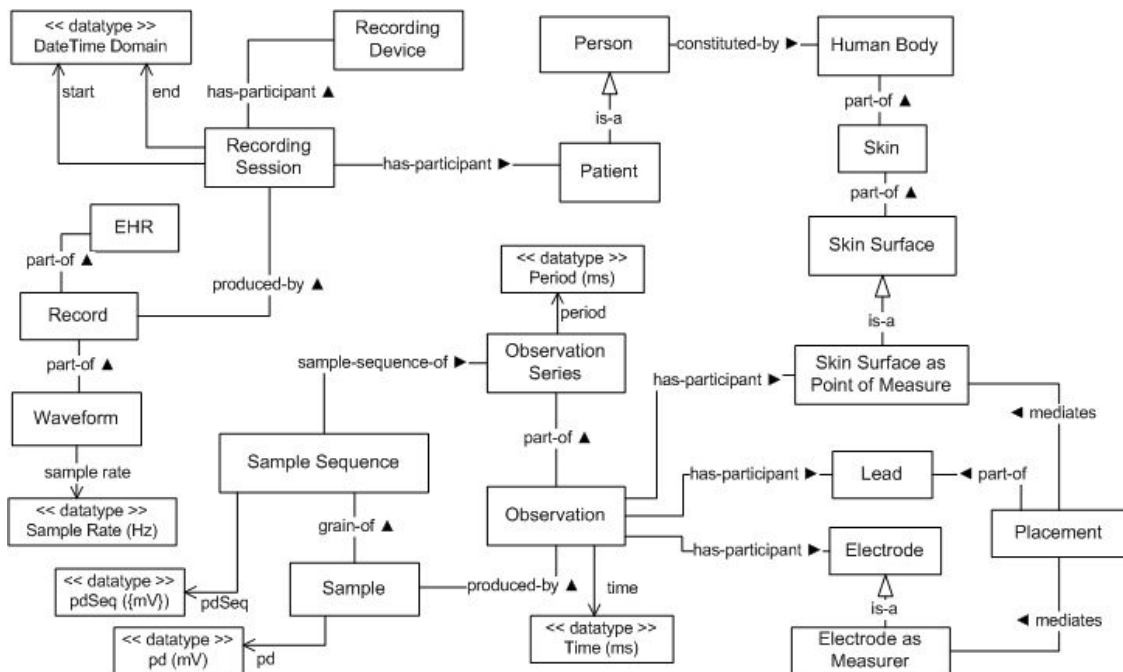 << datatype >>
DateTime Domain
Recording
Device
Person
constituted-by ►
Human Body
start
end
has-participant ▲
part-of ▲
is-a
Recording
Session
has-participant ►
Patient
Skin
part-of ▲
EHR
Skin Surface
part-of ▲
<< datatype >>
Period (ms)
produced-by ▲
Record
period
is-a
part-of ▲
sample-sequence-of ►
Observation
Series
has-participant ►
Skin Surface as
Point of Measure
Waveform
◄ mediates
part-of ▲
sample rate
Sample Sequence
has-participant ►
Lead
◄ part-of
<< datatype >>
Sample Rate (Hz)
grain-of ▲
Observation
Placement
has-participant ►
Electrode
<< datatype >>
pdSeq ({mV})
pdSeq
Sample
produced-by ▲
time
is-a
◄ mediates
<< datatype >>
pd (mV)
pd
<< datatype >>
Time (ms)
Electrode as
Measurer